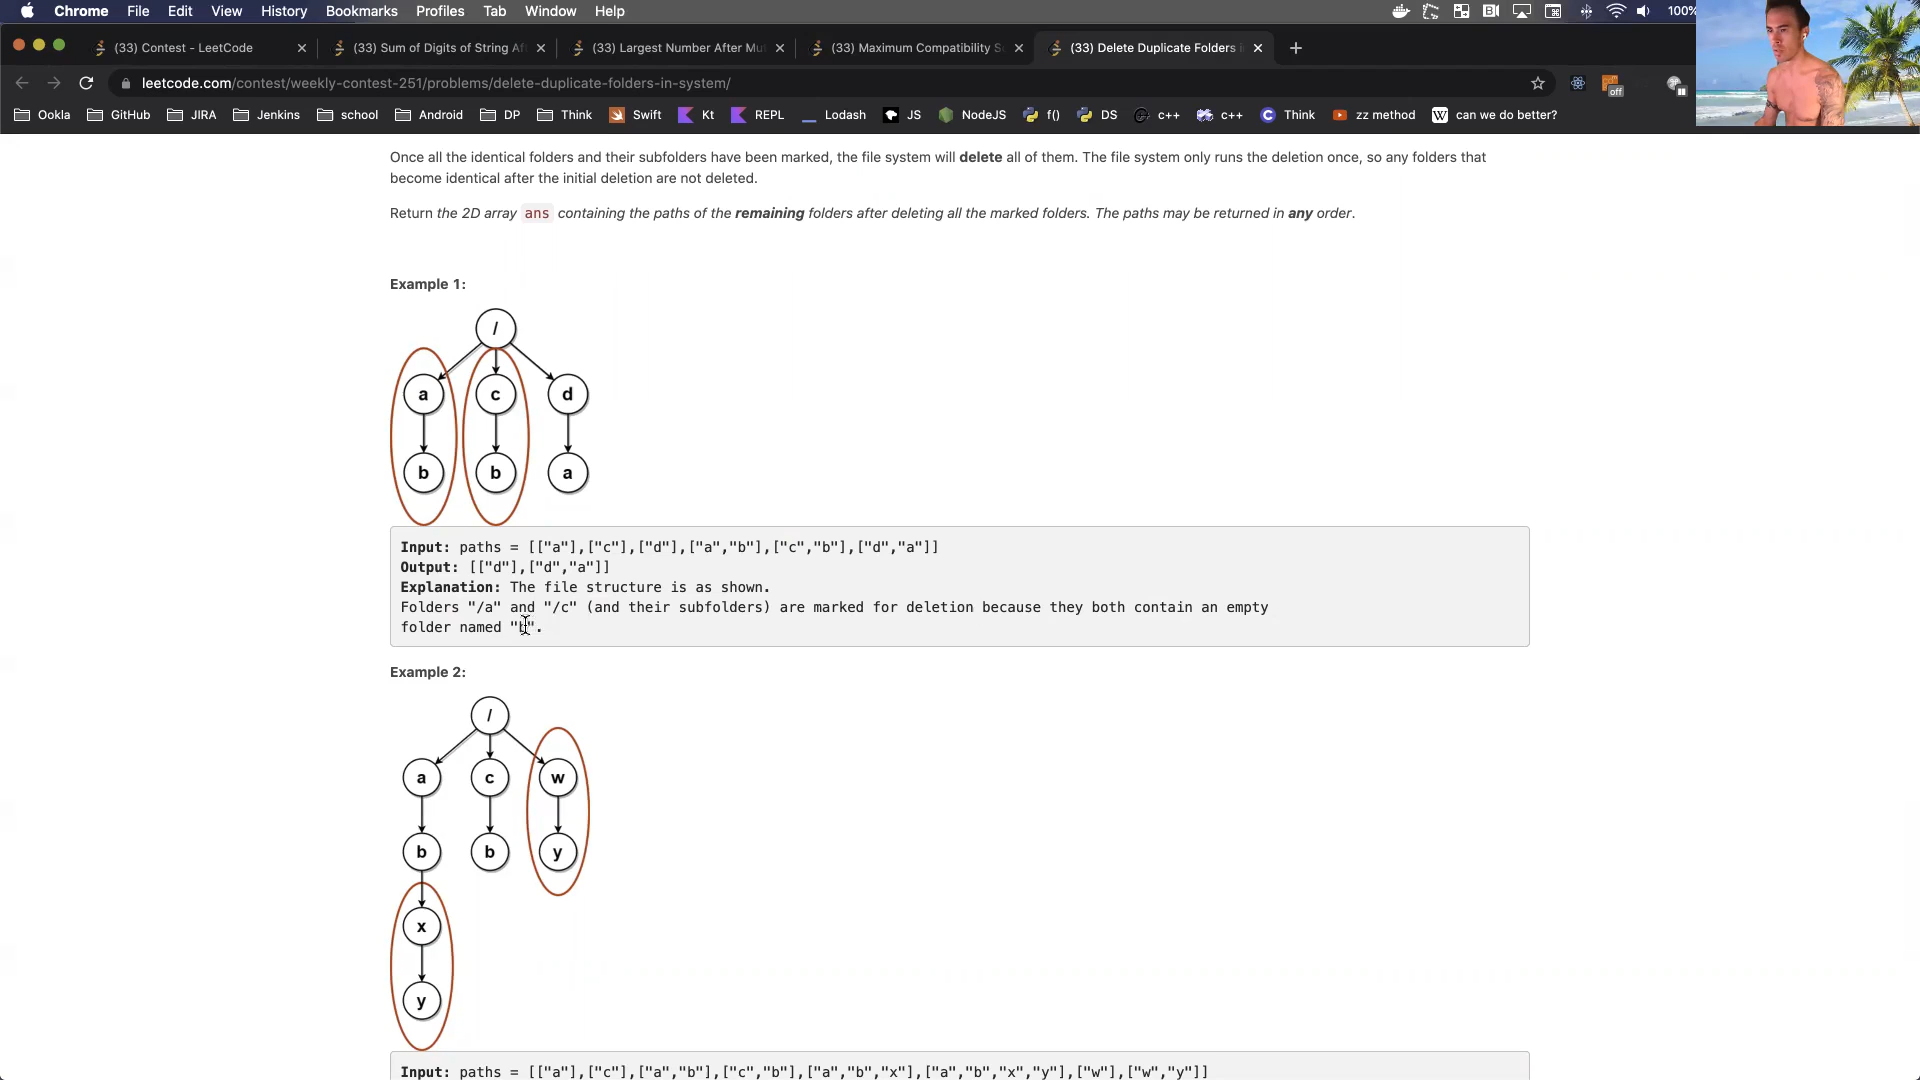 Chrome File Edit View History Bookmarks Profiles Tab Window Help 100%
(33) Contest - LeetCode (33) Sum of Digits of String Af (33) Largest Number After Mu (33) Maximum Compatibility S (33) Delete Duplicate Folders i
leetcode.com/contest/weekly-contest-251/problems/delete-duplicate-folders-in-system/
off
Ookla GitHub JIRA Jenkins school Android DP Think Swift Kt REPL Lodash JS NodeJS f() DS c++ c++ Think zz method can we do better?
Once all the identical folders and their subfolders have been marked, the file system will delete all of them. The file system only runs the deletion once, so any folders that
become identical after the initial deletion are not deleted.
Return the 2D array ans containing the paths of the remaining folders after deleting all the marked folders. The paths may be returned in any order.
Example 1:
/
a c d
b b a
Input: paths = [["a"],["c"],["d"],["a","b"],["c","b"],["d","a"]]
Output: [["d"],["d","a"]]
Explanation: The file structure is as shown.
Folders "/a" and "/c" (and their subfolders) are marked for deletion because they both contain an empty
folder named "b".
Example 2:
/
a c w
b b y
x
y
Input: paths = [["a"],["c"],["a","b"],["c","b"],["a","b","x"],["a","b","x","y"],["w"],["w","y"]]